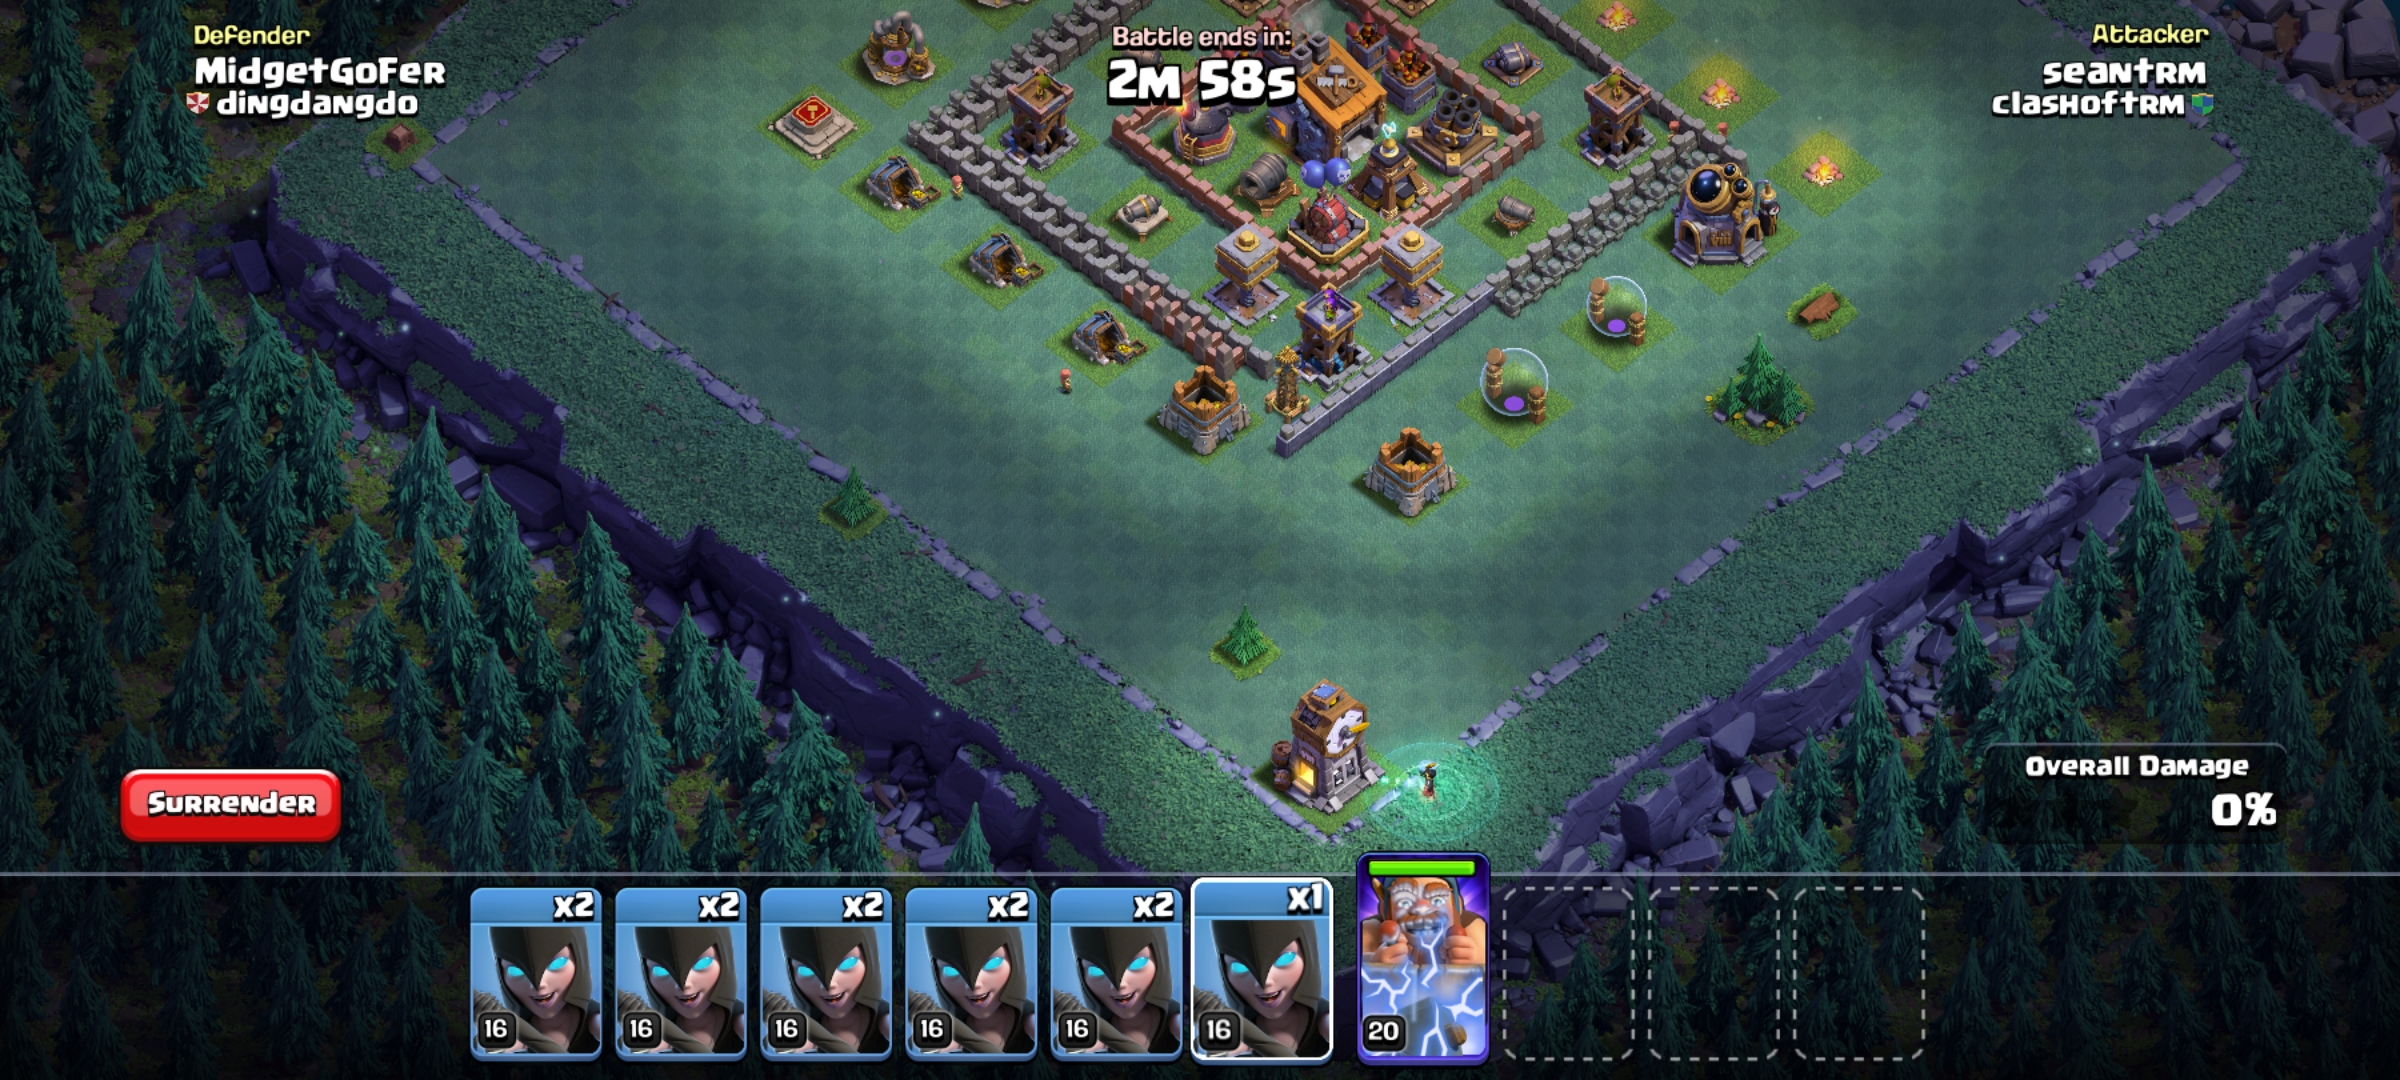 Defender
MidgetGoFer
dingdangdo
Battle ends in:
2M 58s
Attacker
seantRM
clashoftRM
VIII
Surrender
Overall Damage
0%
x2
x2
x2
x2
x2
x1
16
16
16
16
16
16
20